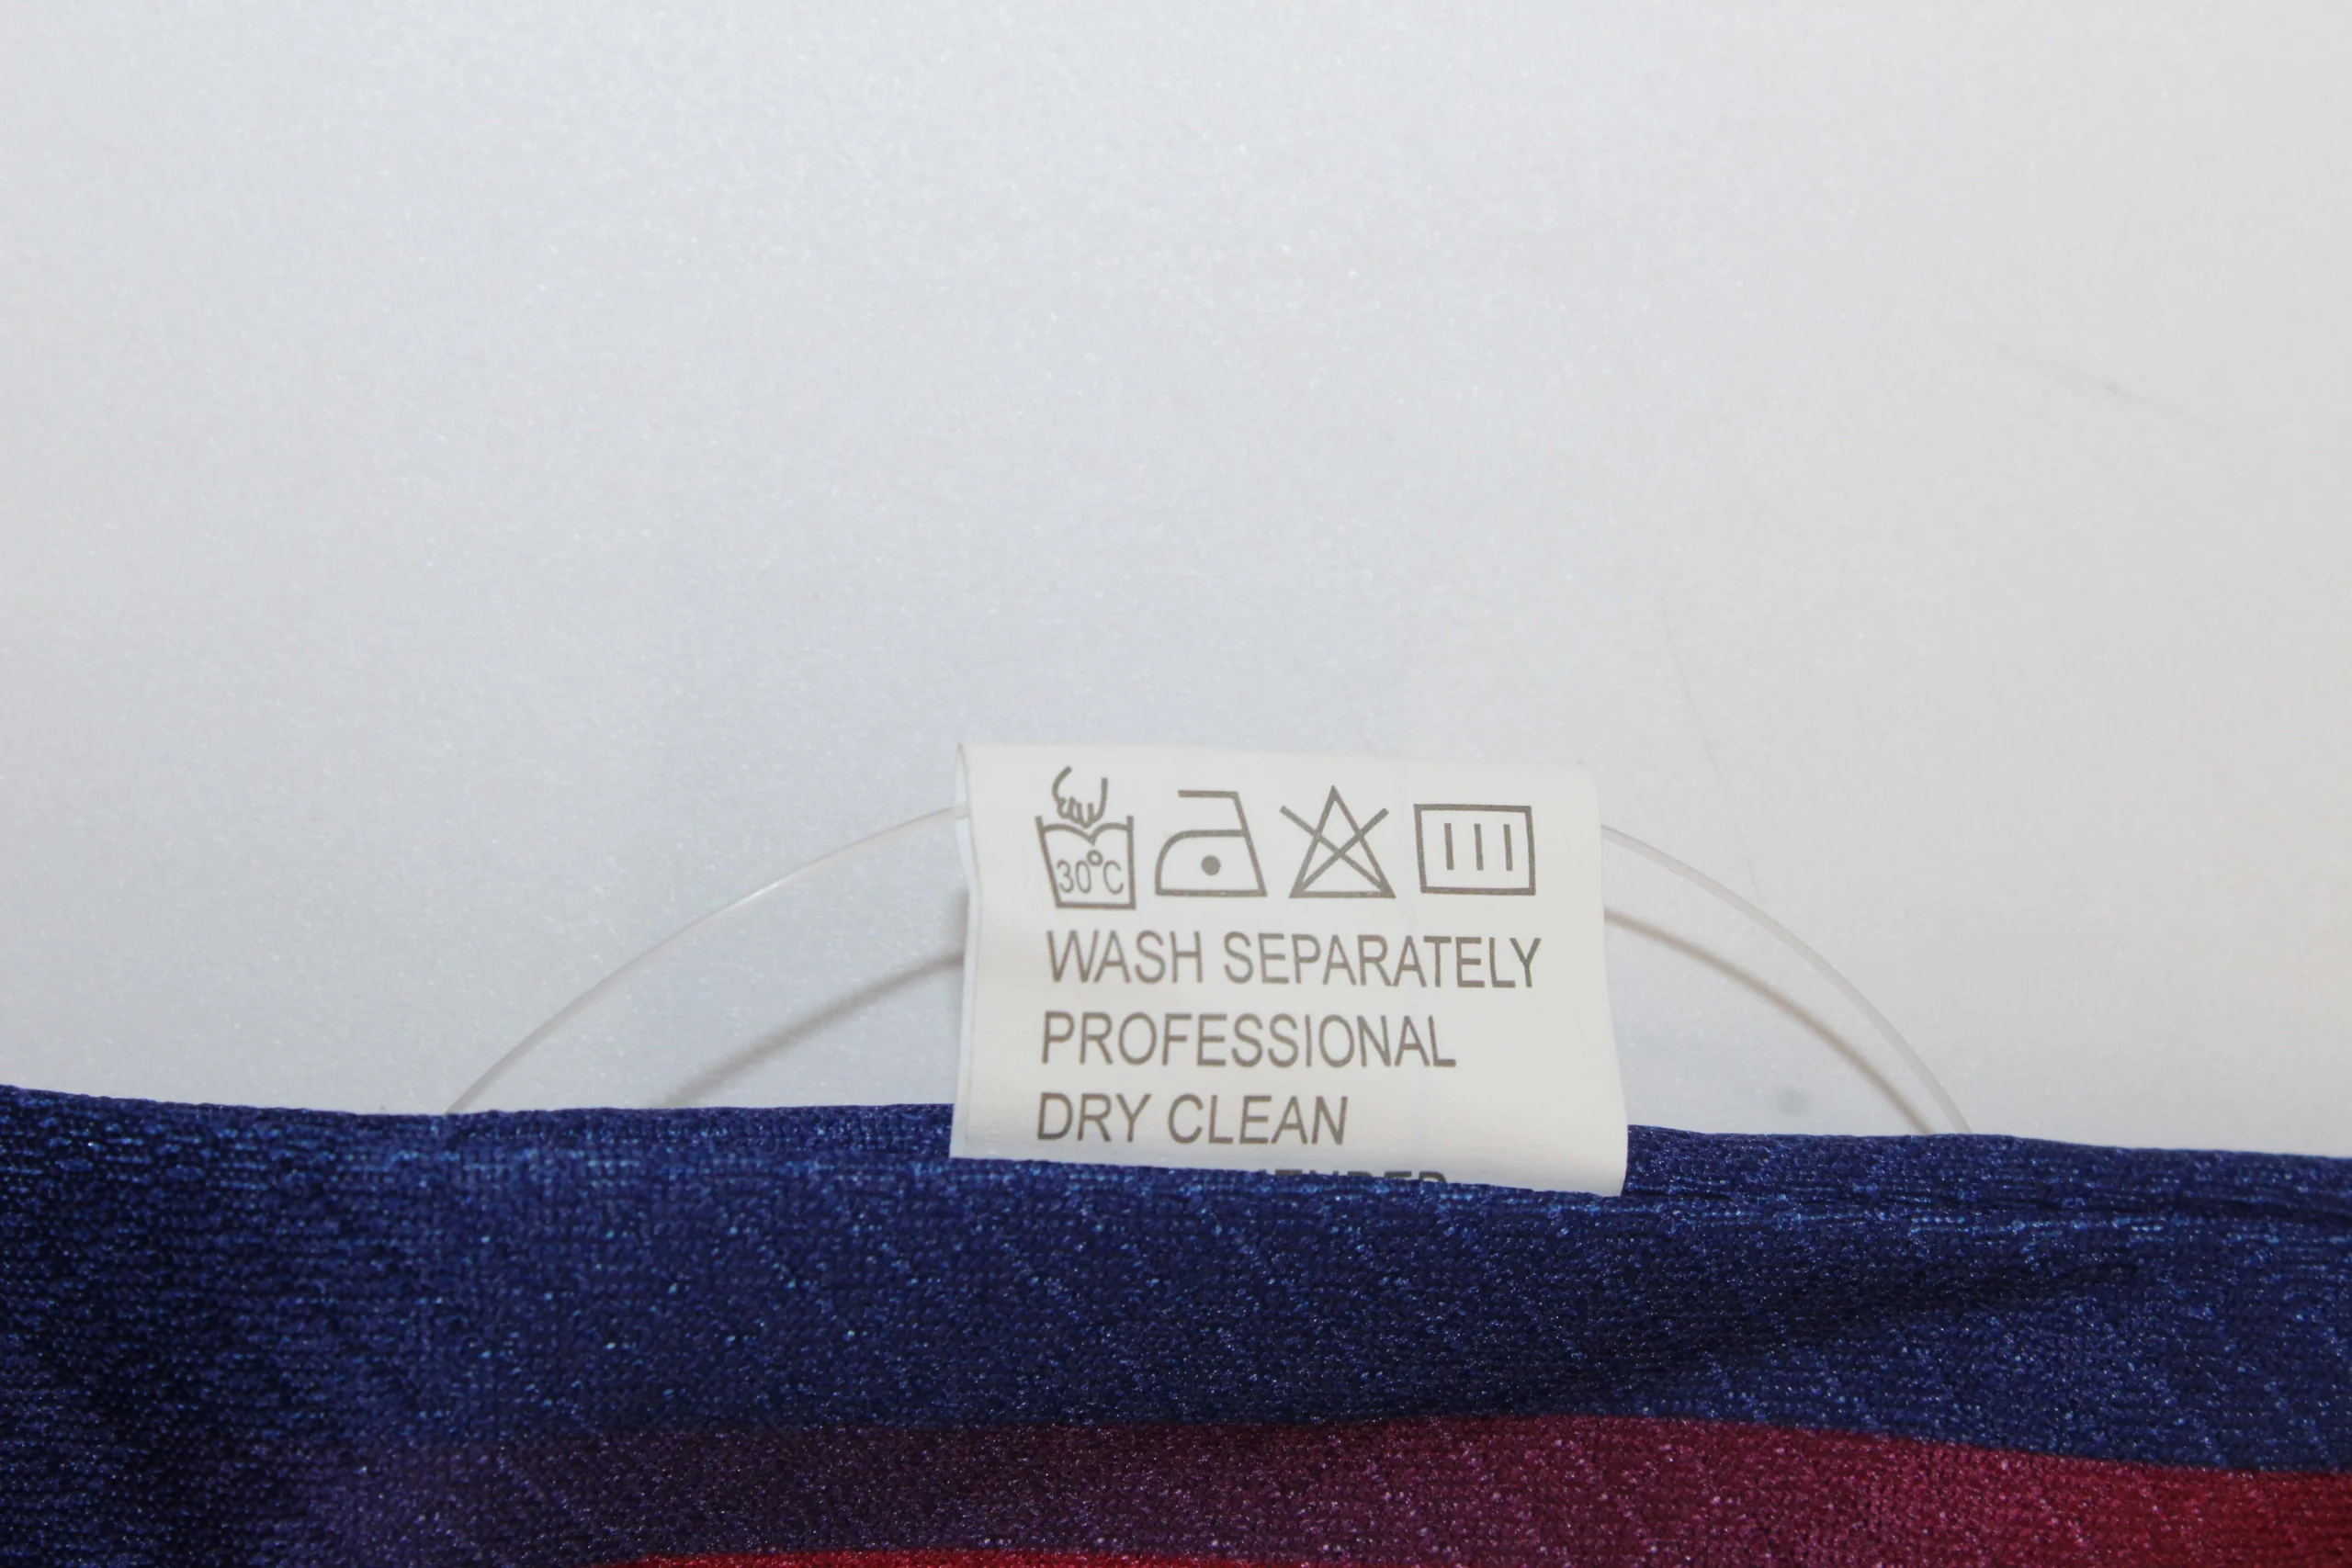 30°C
WASH SEPARATELY
PROFESSIONAL
DRY CLEAN